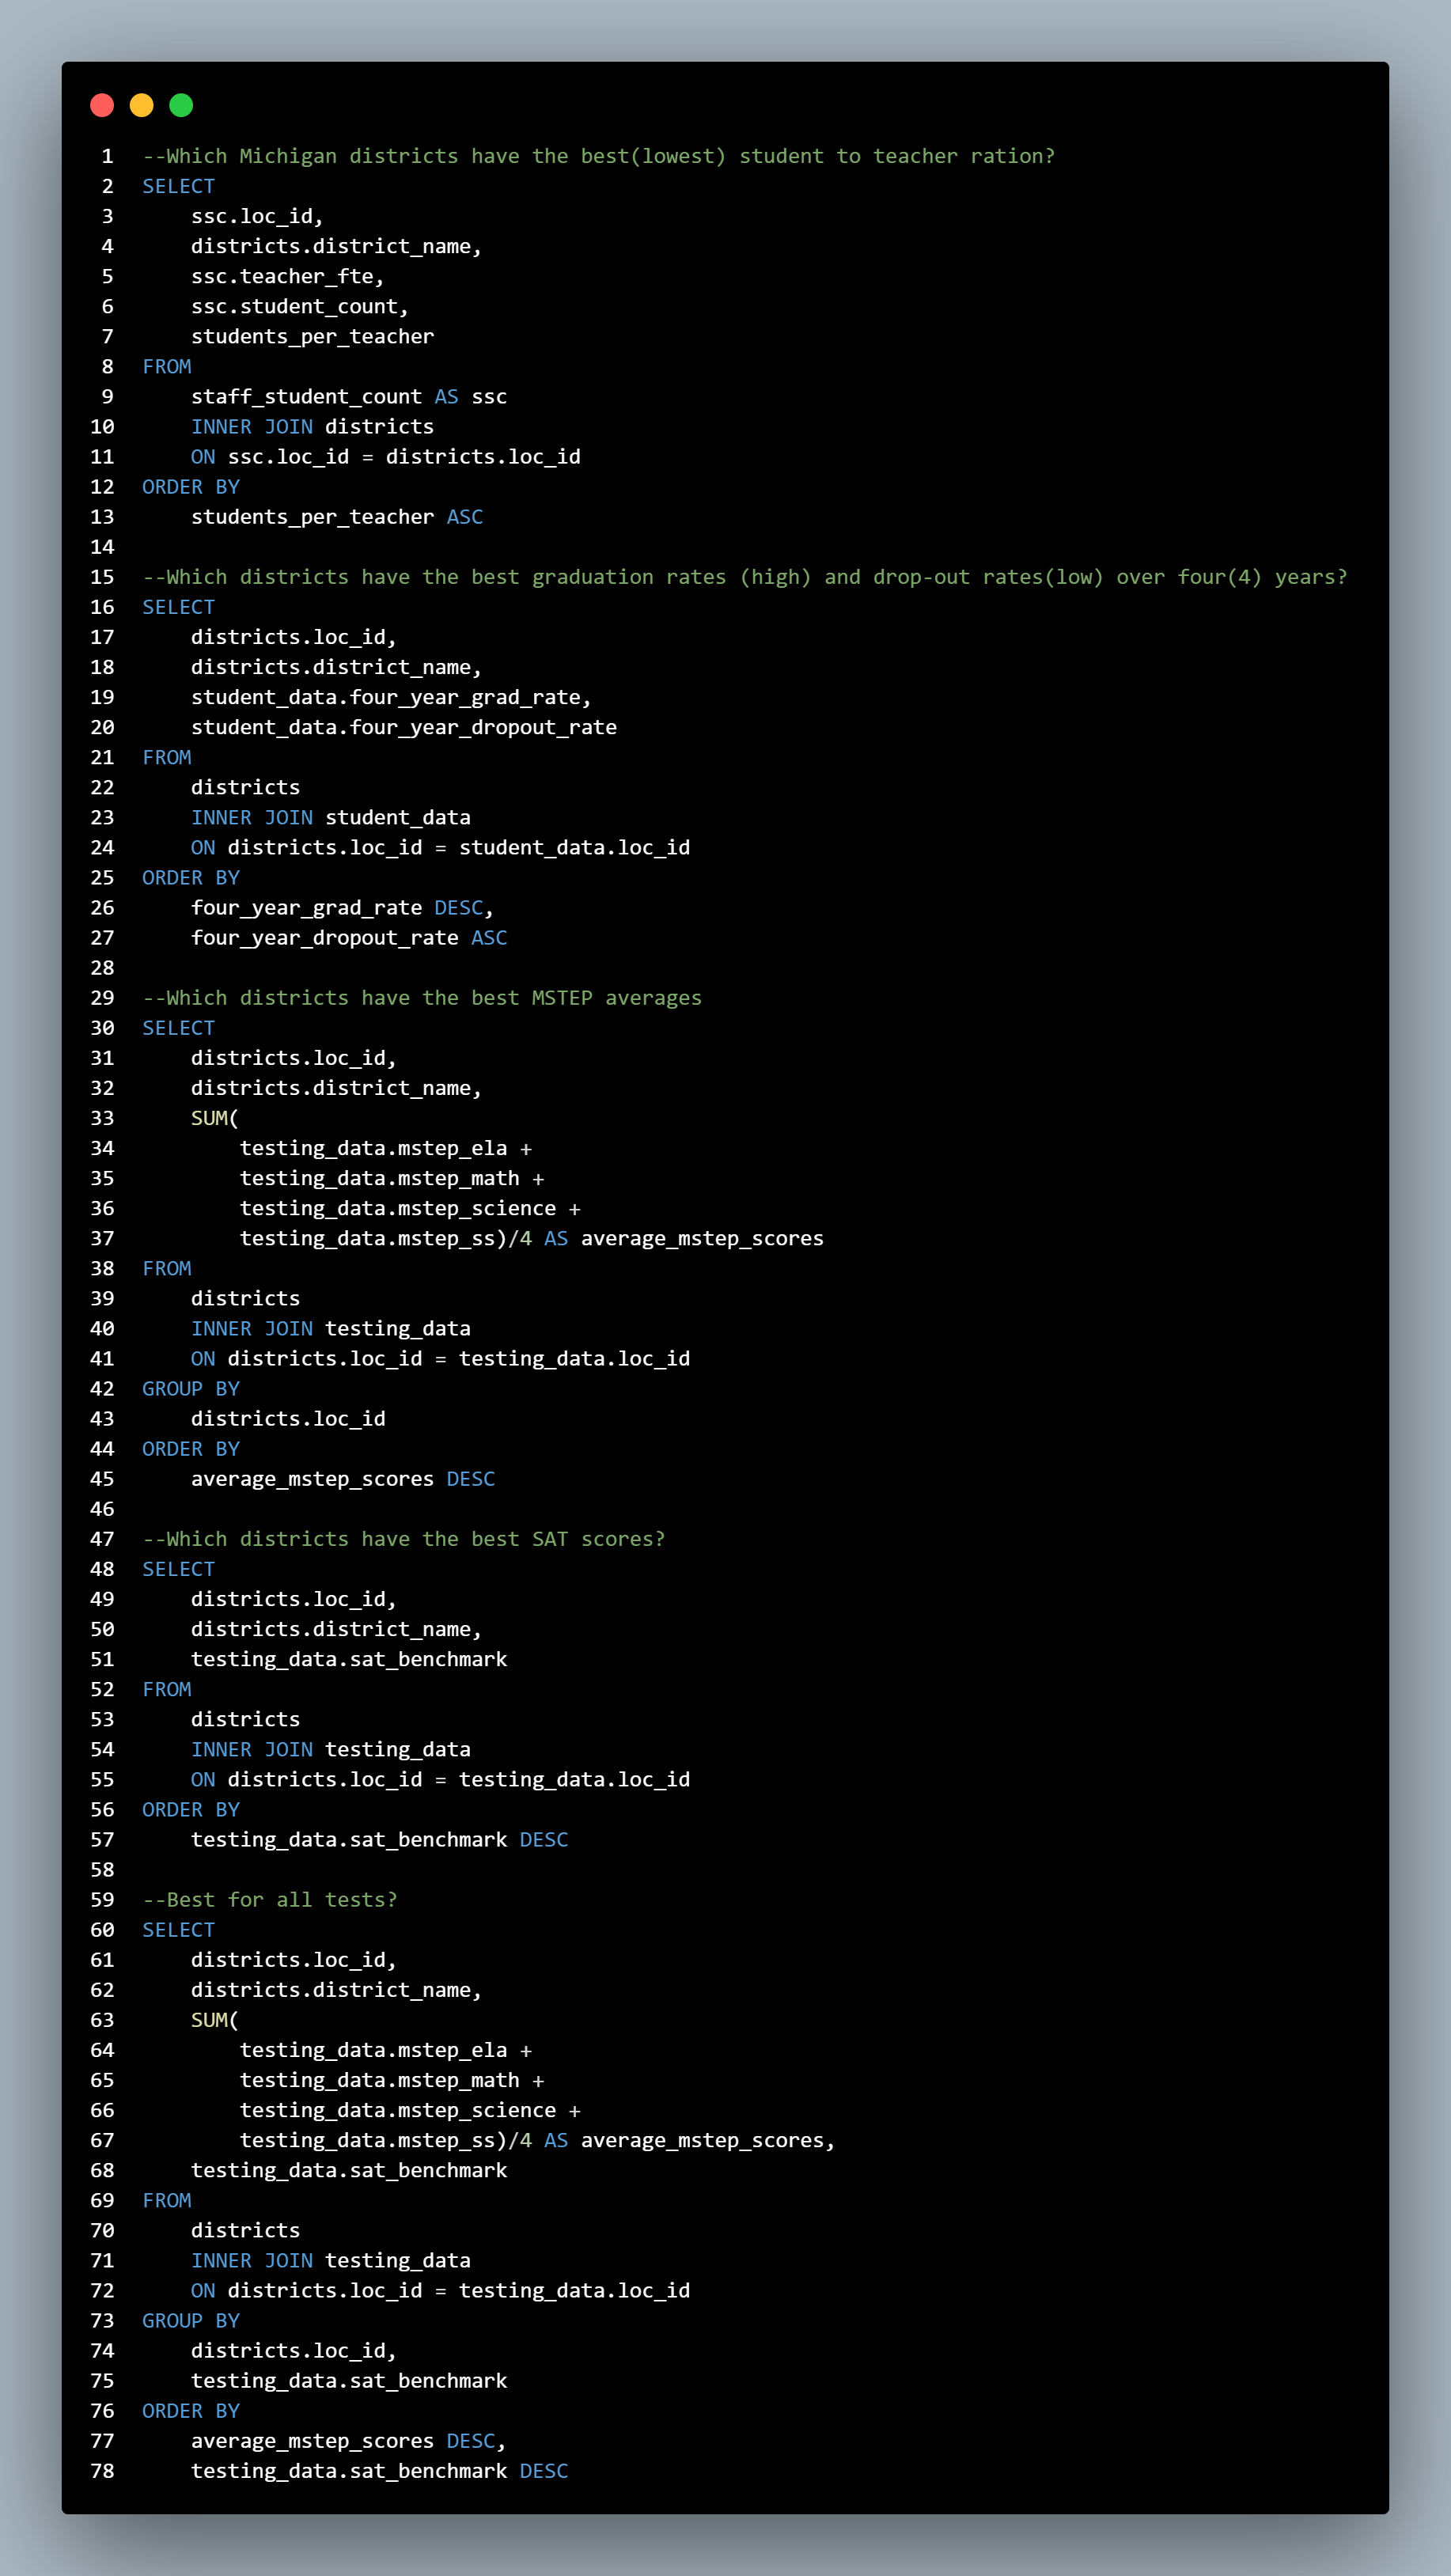 1 --Which Michigan districts have the best(lowest) student to teacher ration?
2 SELECT
3 ssc.loc_id,
4 districts.district_name,
5 ssc.teacher_fte,
6 ssc.student_count,
7 students_per_teacher
8 FROM
9 staff_student_count AS ssc
10 INNER JOIN districts
11 ON ssc.loc_id = districts.loc_id
12 ORDER BY
13 students_per_teacher ASC
14
15 --Which districts have the best graduation rates (high) and drop-out rates(low) over four(4) years?
16 SELECT
17 districts.loc_id,
18 districts.district_name,
19 student_data.four_year_grad_rate,
20 student_data.four_year_dropout_rate
21 FROM
22 districts
23 INNER JOIN student_data
24 ON districts.loc_id = student_data.loc_id
25 ORDER BY
26 four_year_grad_rate DESC,
27 four_year_dropout_rate ASC
28
29 --Which districts have the best MSTEP averages
30 SELECT
31 districts.loc_id,
32 districts.district_name,
33 SUM(
34 testing_data.mstep_ela +
35 testing_data.mstep_math +
36 testing_data.mstep_science +
37 testing_data.mstep_ss)/4 AS average_mstep_scores
38 FROM
39 districts
40 INNER JOIN testing_data
41 ON districts.loc_id = testing_data.loc_id
42 GROUP BY
43 districts.loc_id
44 ORDER BY
45 average_mstep_scores DESC
46
47 --Which districts have the best SAT scores?
48 SELECT
49 districts.loc_id,
50 districts.district_name,
51 testing_data.sat_benchmark
52 FROM
53 districts
54 INNER JOIN testing_data
55 ON districts.loc_id = testing_data.loc_id
56 ORDER BY
57 testing_data.sat_benchmark DESC
58
59 --Best for all tests?
60 SELECT
61 districts.loc_id,
62 districts.district_name,
63 SUM(
64 testing_data.mstep_ela +
65 testing_data.mstep_math +
66 testing_data.mstep_science +
67 testing_data.mstep_ss)/4 AS average_mstep_scores,
68 testing_data.sat_benchmark
69 FROM
70 districts
71 INNER JOIN testing_data
72 ON districts.loc_id = testing_data.loc_id
73 GROUP BY
74 districts.loc_id,
75 testing_data.sat_benchmark
76 ORDER BY
77 average_mstep_scores DESC,
78 testing_data.sat_benchmark DESC